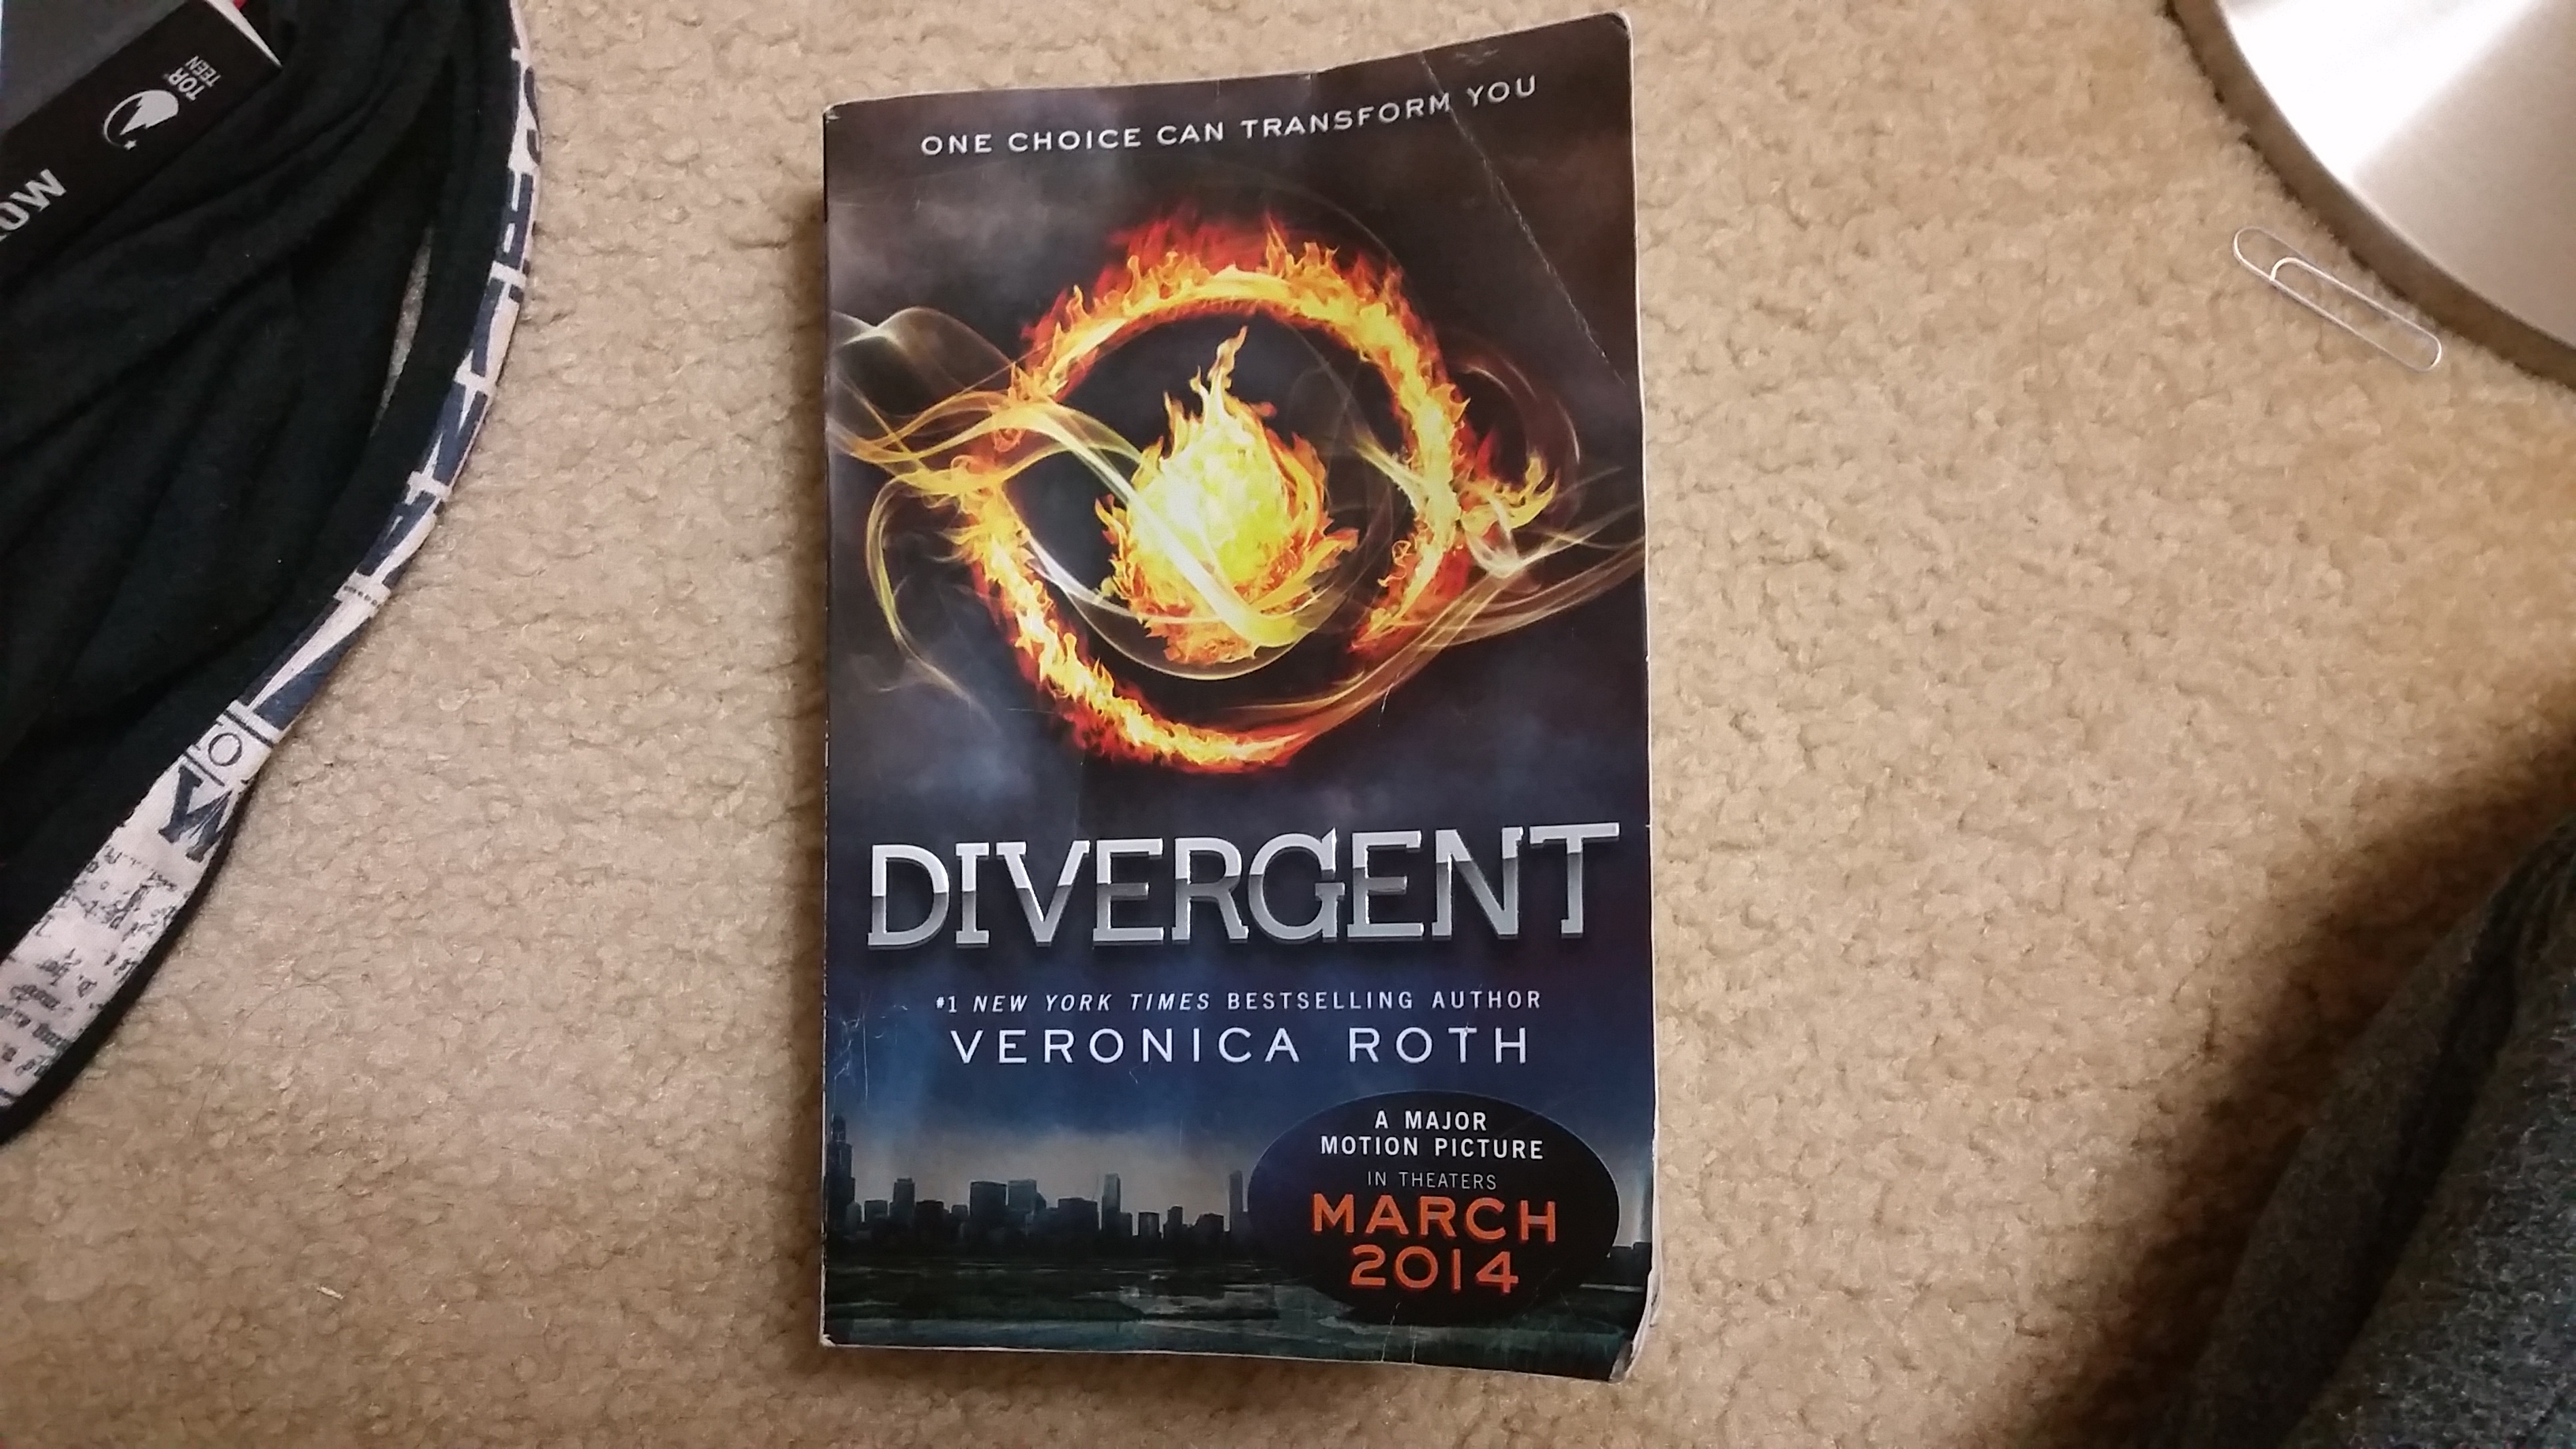 ONE CHOICE CAN TRANSFORM YOU
DIVERGENT
#1 NEW YORK TIMES BESTSELLING AUTHOR
VERONICA ROTH
A MAJOR
MOTION PICTURE
IN THEATERS
MARCH
2014
TOR®
TEEN